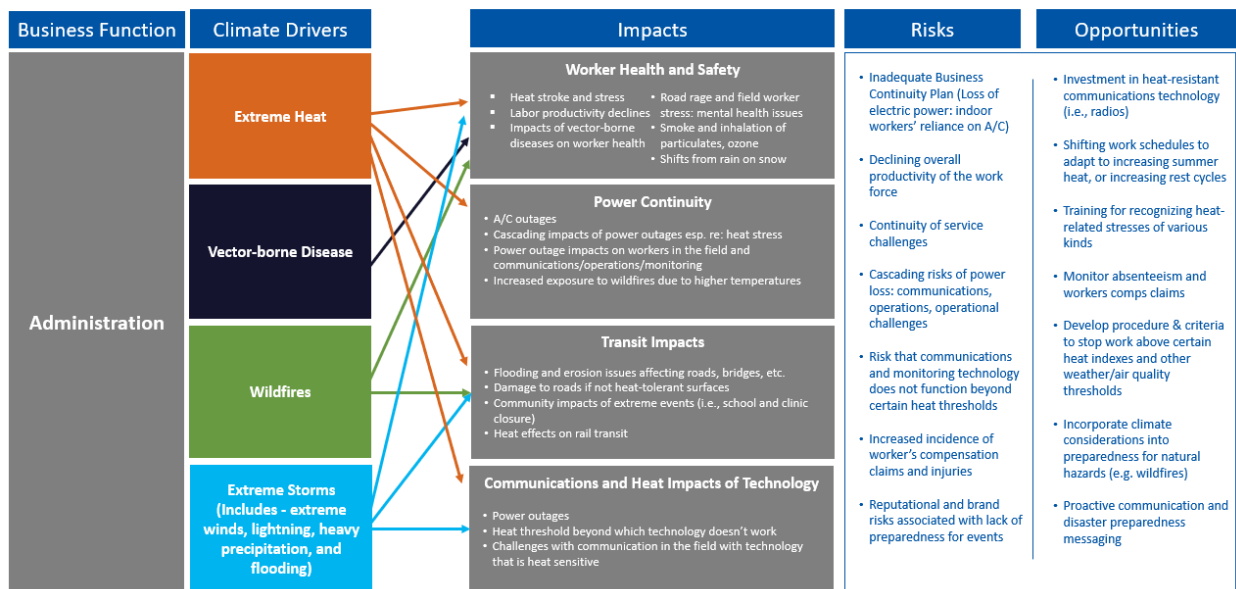 Business Function
Climate Drivers
Impacts
Risks
Opportunities
Administration
Extreme Heat
Vector-borne Disease
Wildfires
Extreme Storms
(Includes - extreme
winds, lightning, heavy
precipitation, and
flooding)
Worker Health and Safety
▪ Heat stroke and stress
▪ Labor productivity declines
▪ Impacts of vector-borne
diseases on worker health
• Road rage and field worker
stress: mental health issues
• Smoke and inhalation of
particulates, ozone
• Shifts from rain on snow
Power Continuity
• A/C outages
• Cascading impacts of power outages esp. re: heat stress
• Power outage impacts on workers in the field and
communications/operations/monitoring
• Increased exposure to wildfires due to higher temperatures
Transit Impacts
• Flooding and erosion issues affecting roads, bridges, etc.
• Damage to roads if not heat-tolerant surfaces
• Community impacts of extreme events (i.e., school and clinic
closure)
• Heat effects on rail transit
Communications and Heat Impacts of Technology
• Power outages
• Heat threshold beyond which technology doesn't work
• Challenges with communication in the field with technology
that is heat sensitive
• Inadequate Business
Continuity Plan (Loss of
electric power: indoor
workers' reliance on A/C)
• Declining overall
productivity of the work
force
• Continuity of service
challenges
• Cascading risks of power
loss: communications,
operations, operational
challenges
• Risk that communications
and monitoring technology
does not function beyond
certain heat thresholds
• Increased incidence of
worker's compensation
claims and injuries
• Reputational and brand
risks associated with lack of
preparedness for events
• Investment in heat-resistant
communications technology
(i.e., radios)
• Shifting work schedules to
adapt to increasing summer
heat, or increasing rest cycles
• Training for recognizing heat-
related stresses of various
kinds
• Monitor absenteeism and
workers comps claims
• Develop procedure & criteria
to stop work above certain
heat indexes and other
weather/air quality
thresholds
• Incorporate climate
considerations into
preparedness for natural
hazards (e.g. wildfires)
• Proactive communication and
disaster preparedness
messaging